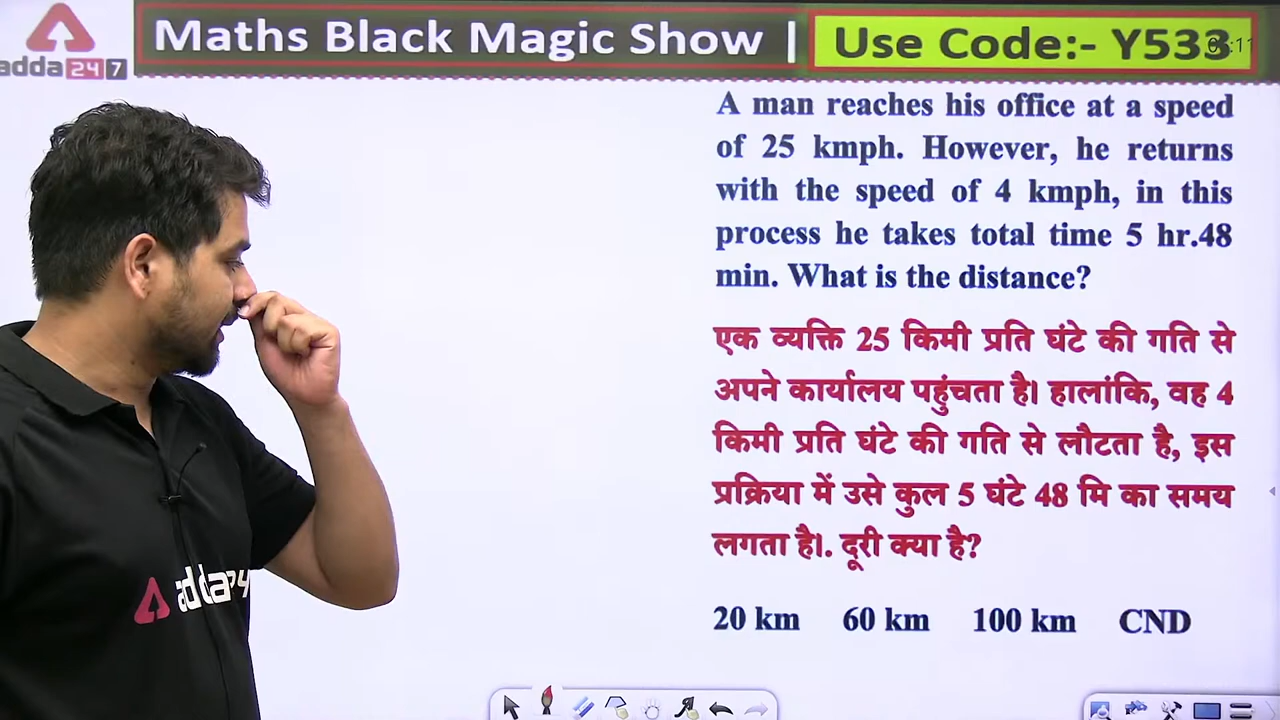 Maths Black Magic Show | Use Code:- Y533
adda247
A man reaches his office at a speed
of 25 kmph. However, he returns
with the speed of 4 kmph, in this
process he takes total time 5 hr.48
min. What is the distance?
एक व्यक्ति 25 किमी प्रति घंटे की गति से
अपने कार्यालय पहुंचता है। हालांकि, वह 4
किमी प्रति घंटे की गति से लौटता है, इस
प्रक्रिया में उसे कुल 5 घंटे 48 मि का समय
लगता है।. दूरी क्या है?
20 km 60 km 100 km CND